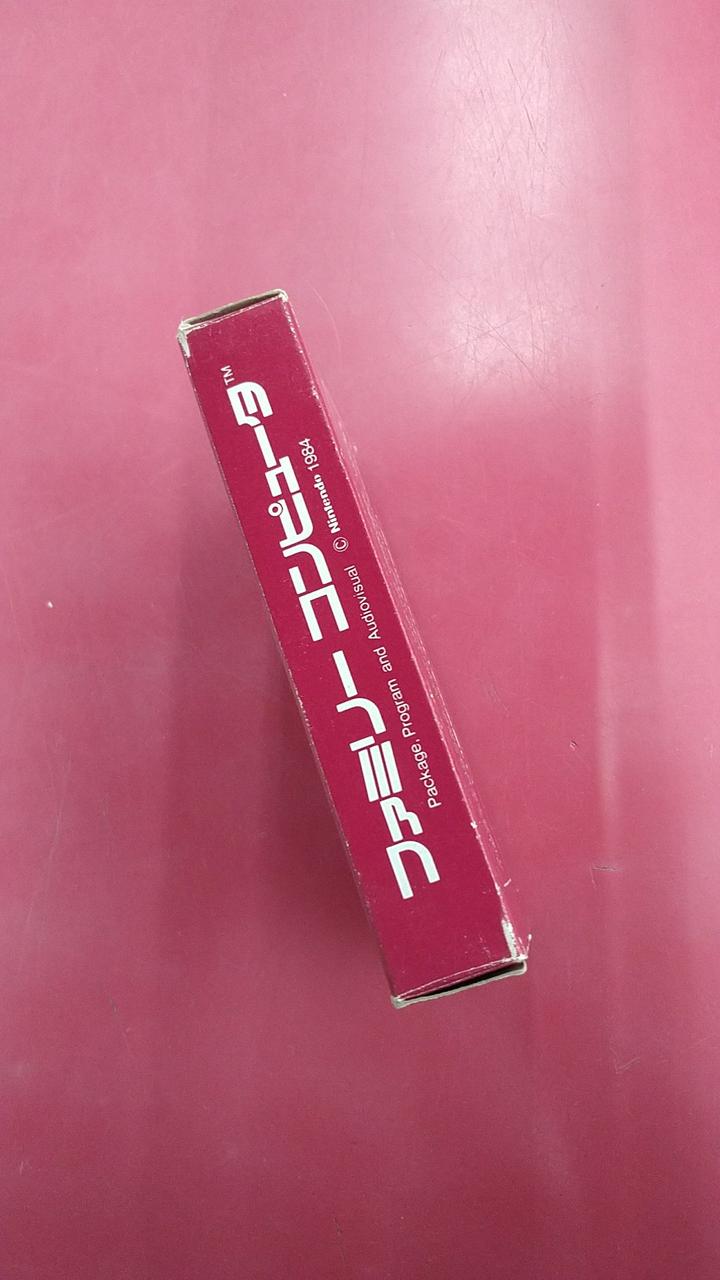 ファミリー コンピュータ™
Package, Program and Audiovisual © Nintendo 1984